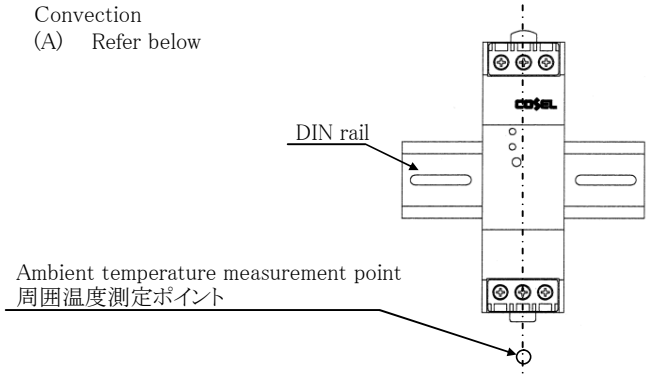 Convection
(A) Refer below
COSEL
DIN rail
Ambient temperature measurement point
周囲温度測定ポイント